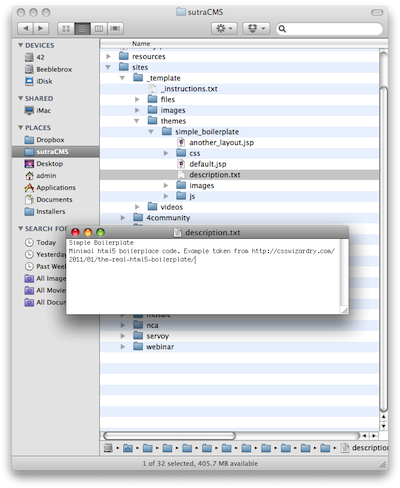 sutraCMS
Name
DEVICES
42
Beeblebrox
iDisk
SHARED
iMac
PLACES
Dropbox
sutraCMS
Desktop
admin
Applications
Documents
Installers
SEARCH FOR
Today
Yesterday
Past Week
All Image
All Movie
All Docu
resources
sites
_template
_instructions.txt
files
images
themes
simple_boilerplate
another_layout.jsp
css
default.jsp
description.txt
images
js
videos
4community
description.txt
Simple Boilerplate
Minimal html5 boilerplace code. Example taken from http://csswizardry.com/
2011/01/the-real-html5-boilerplate/
mosaic
nca
servoy
webinar
description
1 of 32 selected, 405.7 MB available